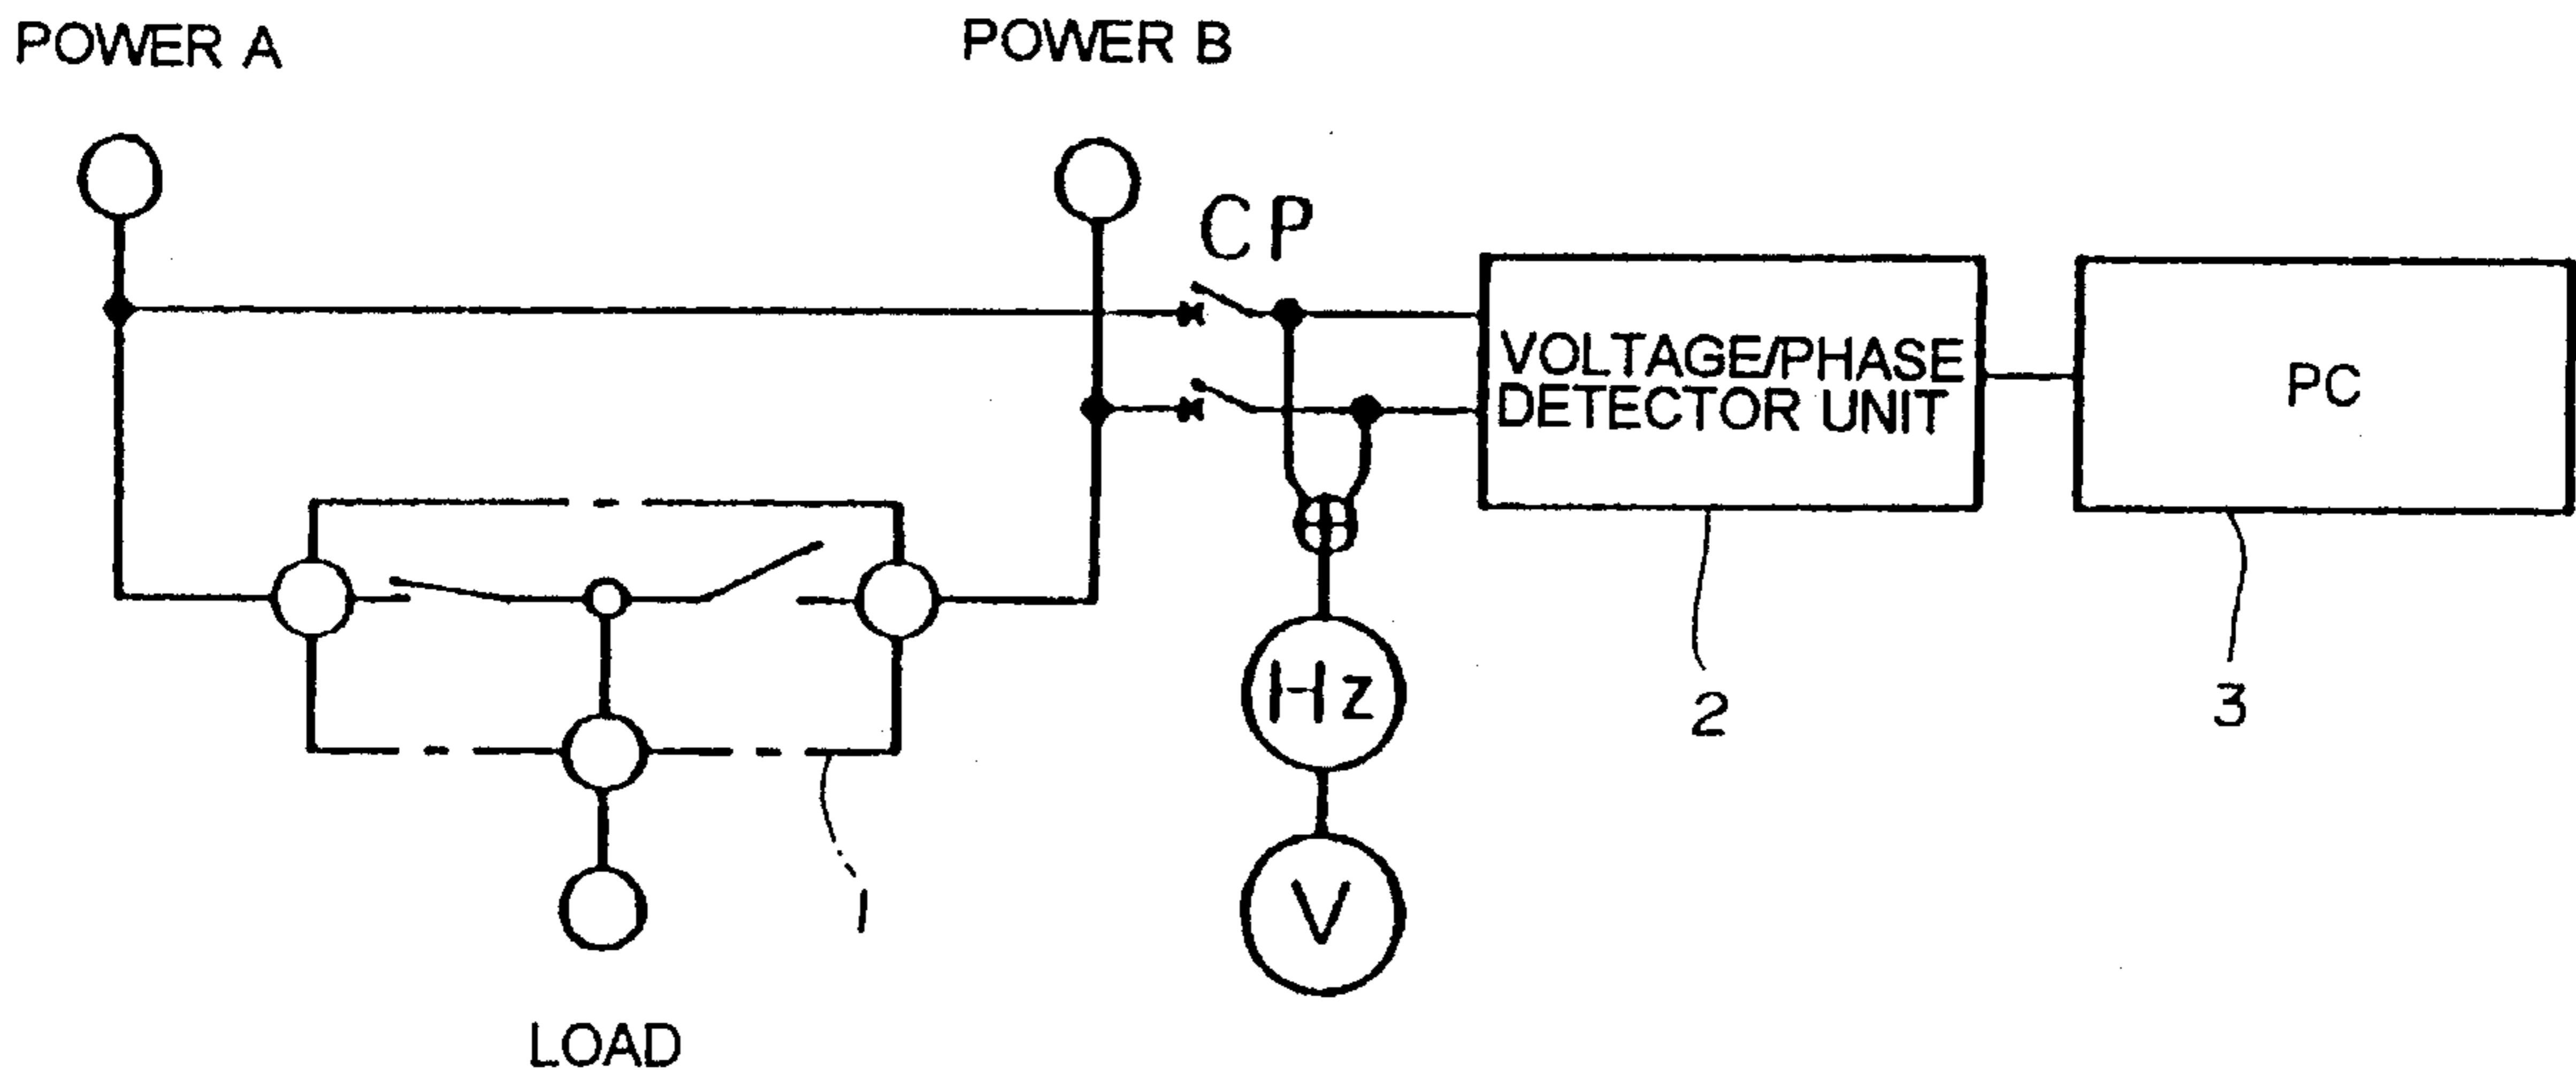 POWER A
POWER B
CP
VOLTAGE/PHASE
DETECTOR UNIT
PC
Hz
2
3
V
1
LOAD